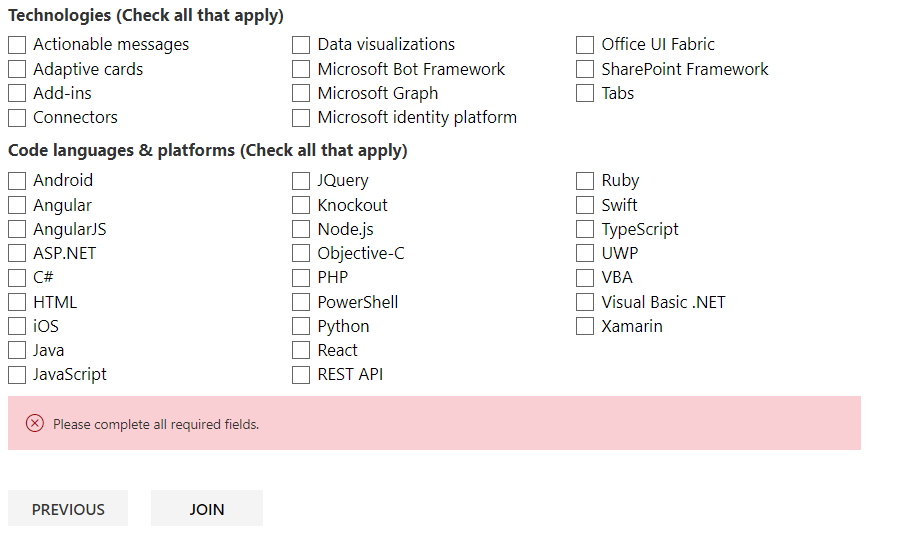 Technologies (Check all that apply)
Actionable messages Data visualizations Office UI Fabric
Adaptive cards Microsoft Bot Framework SharePoint Framework
Add-ins Microsoft Graph Tabs
Connectors Microsoft identity platform
Code languages & platforms (Check all that apply)
Android JQuery Ruby
Angular Knockout Swift
AngularJS Node.js TypeScript
ASP.NET Objective-C UWP
C# PHP VBA
HTML PowerShell Visual Basic .NET
iOS Python Xamarin
Java React
JavaScript REST API
Please complete all required fields.
PREVIOUS JOIN